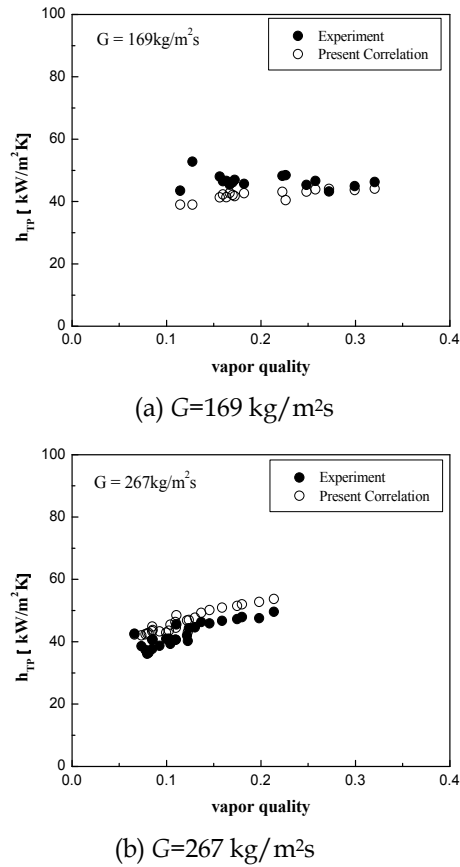 100
G = 169kg/m²s
Experiment
Present Correlation
80
60
40
20
0
h_TP [ kW/m²K]
0.0 0.1 0.2 0.3 0.4
vapor quality
(a) G=169 kg/m²s
100
G = 267kg/m²s
Experiment
Present Correlation
80
60
40
20
0
h_TP [ kW/m²K]
0.0 0.1 0.2 0.3 0.4
vapor quality
(b) G=267 kg/m²s